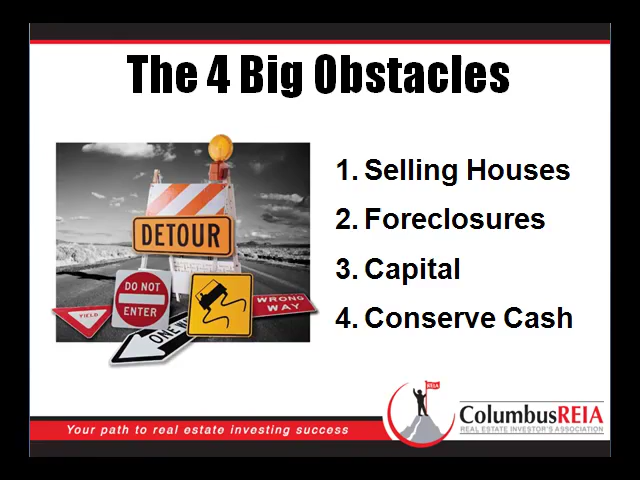 The 4 Big Obstacles
1. Selling Houses
2. Foreclosures
3. Capital
4. Conserve Cash
DETOUR
DO NOT
ENTER
YIELD
ONE W
WRONG
WAY
REIA
ColumbusREIA
REAL ESTATE INVESTOR'S ASSOCIATION
Your path to real estate investing success